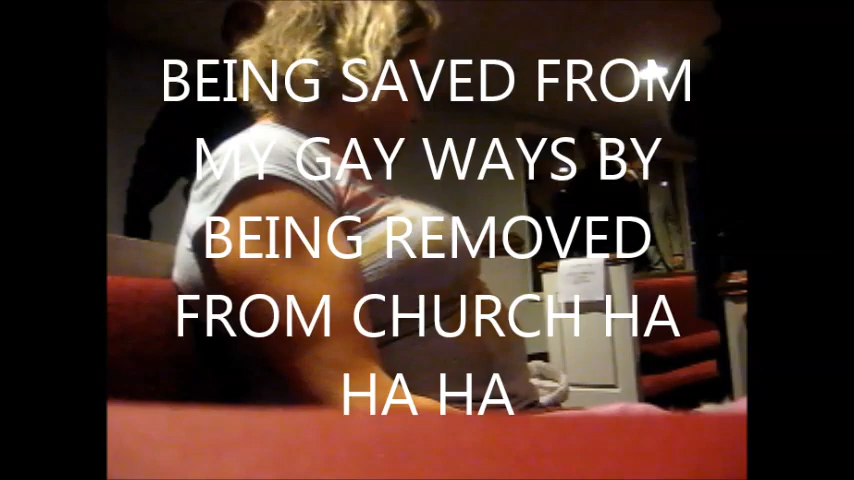 BEING SAVED FROM
MY GAY WAYS BY
BEING REMOVED
FROM CHURCH HA
HA HA